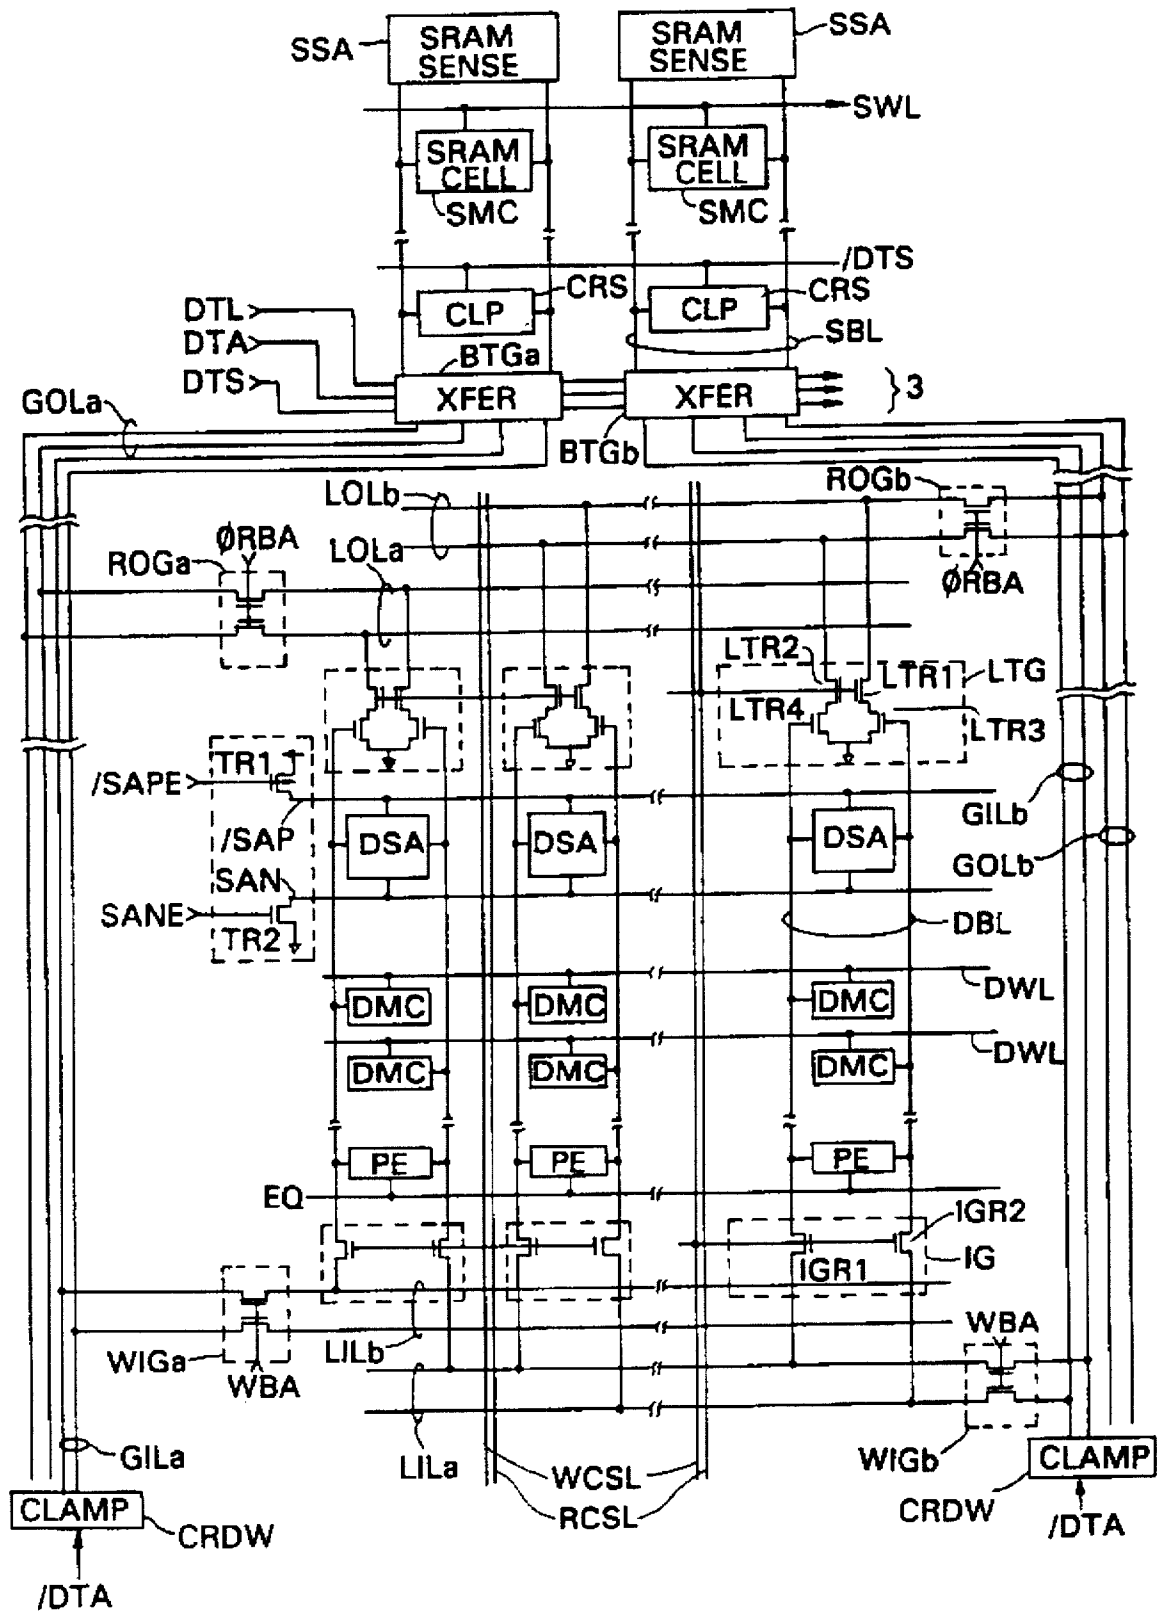 SSA
SRAM
SENSE
SRAM
SENSE
SSA
SWL
SRAM
CELL
SRAM
CELL
SMC
SMC
/DTS
CRS
CRS
CLP
CLP
DTL
SBL
DTA
BTGa
DTS
XFER
XFER
3
GOLa
BTGb
LOLb
ROGb
ØRBA
ROGa
LOLa
ØRBA
LTR2
LTG
LTR1
LTR4
LTR3
TR1
/SAPE
GILb
/SAP
DSA
DSA
DSA
GOLb
SAN
SANE
TR2
DBL
DWL
DMC
DMC
DMC
DWL
DMC
DMC
DMC
PE
PE
PE
EQ
IGR2
IG
IGR1
WIGa
LILb
WBA
WBA
GILa
LILa
WCSL
WIGb
CLAMP
CLAMP
RCSL
CRDW
CRDW
/DTA
/DTA